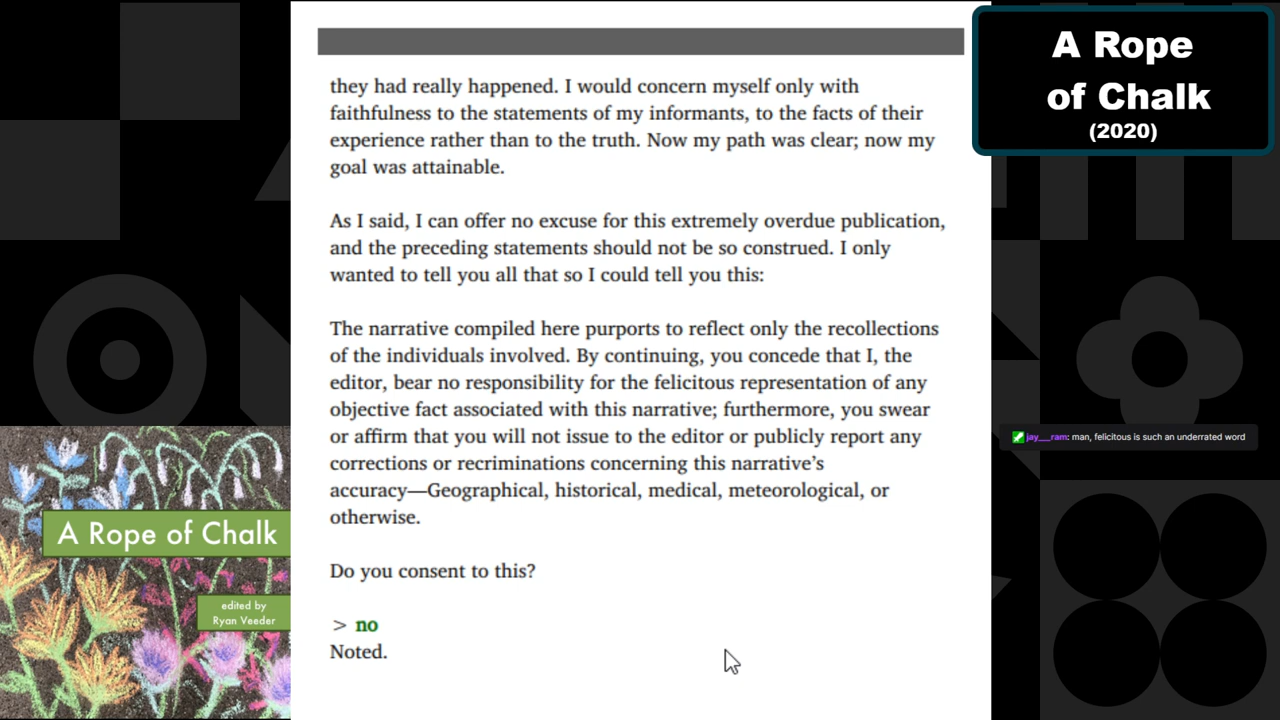 they had really happened. I would concern myself only with
faithfulness to the statements of my informants, to the facts of their
experience rather than to the truth. Now my path was clear; now my
goal was attainable.
As I said, I can offer no excuse for this extremely overdue publication,
and the preceding statements should not be so construed. I only
wanted to tell you all that so I could tell you this:
The narrative compiled here purports to reflect only the recollections
of the individuals involved. By continuing, you concede that I, the
editor, bear no responsibility for the felicitous representation of any
objective fact associated with this narrative; furthermore, you swear
or affirm that you will not issue to the editor or publicly report any
corrections or recriminations concerning this narrative’s
accuracy—Geographical, historical, medical, meteorological, or
otherwise.
Do you consent to this?
> no
Noted.
A Rope
of Chalk
(2020)
jay___ram: man, felicitous is such an underrated word
A Rope of Chalk
edited by
Ryan Veeder